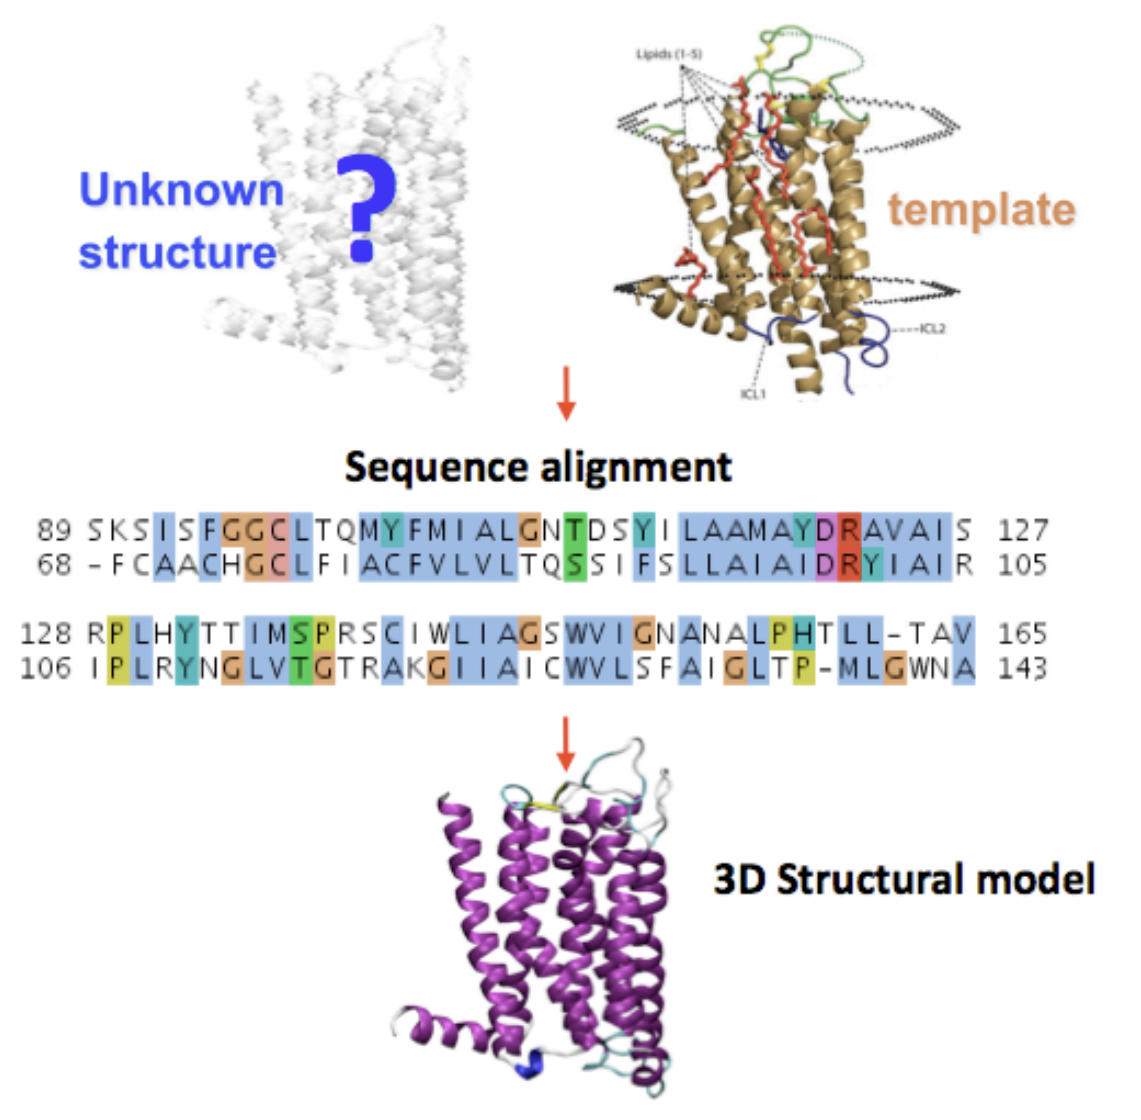 Lipids (1-5)
Unknown
structure
?
template
ICL2
ICL1
Sequence alignment
89 SKSISFGGCLTQMYFMIALGNTDSYILAAMAYDRAVAIS 127
68 -FCAACHGCLFIACFVLVLTQSSIFSLLAIAIDRYIAIR 105
128 RPLHYTTIMSPRSCIWLIAGSWVIGNANALPHTLL-TAV 165
106 IPLRYNGLVTGTRAKGIIAICWVLSFAIGLTP-MLGWNA 143
3D Structural model